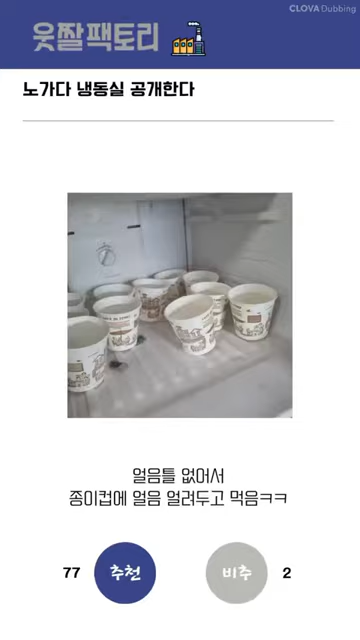 CLOVA Dubbing
웃짤팩토리
노가다 냉동실 공개한다
얼음틀 없어서
종이컵에 얼음 얼려두고 먹음ㅋㅋ
77 추천 비추 2